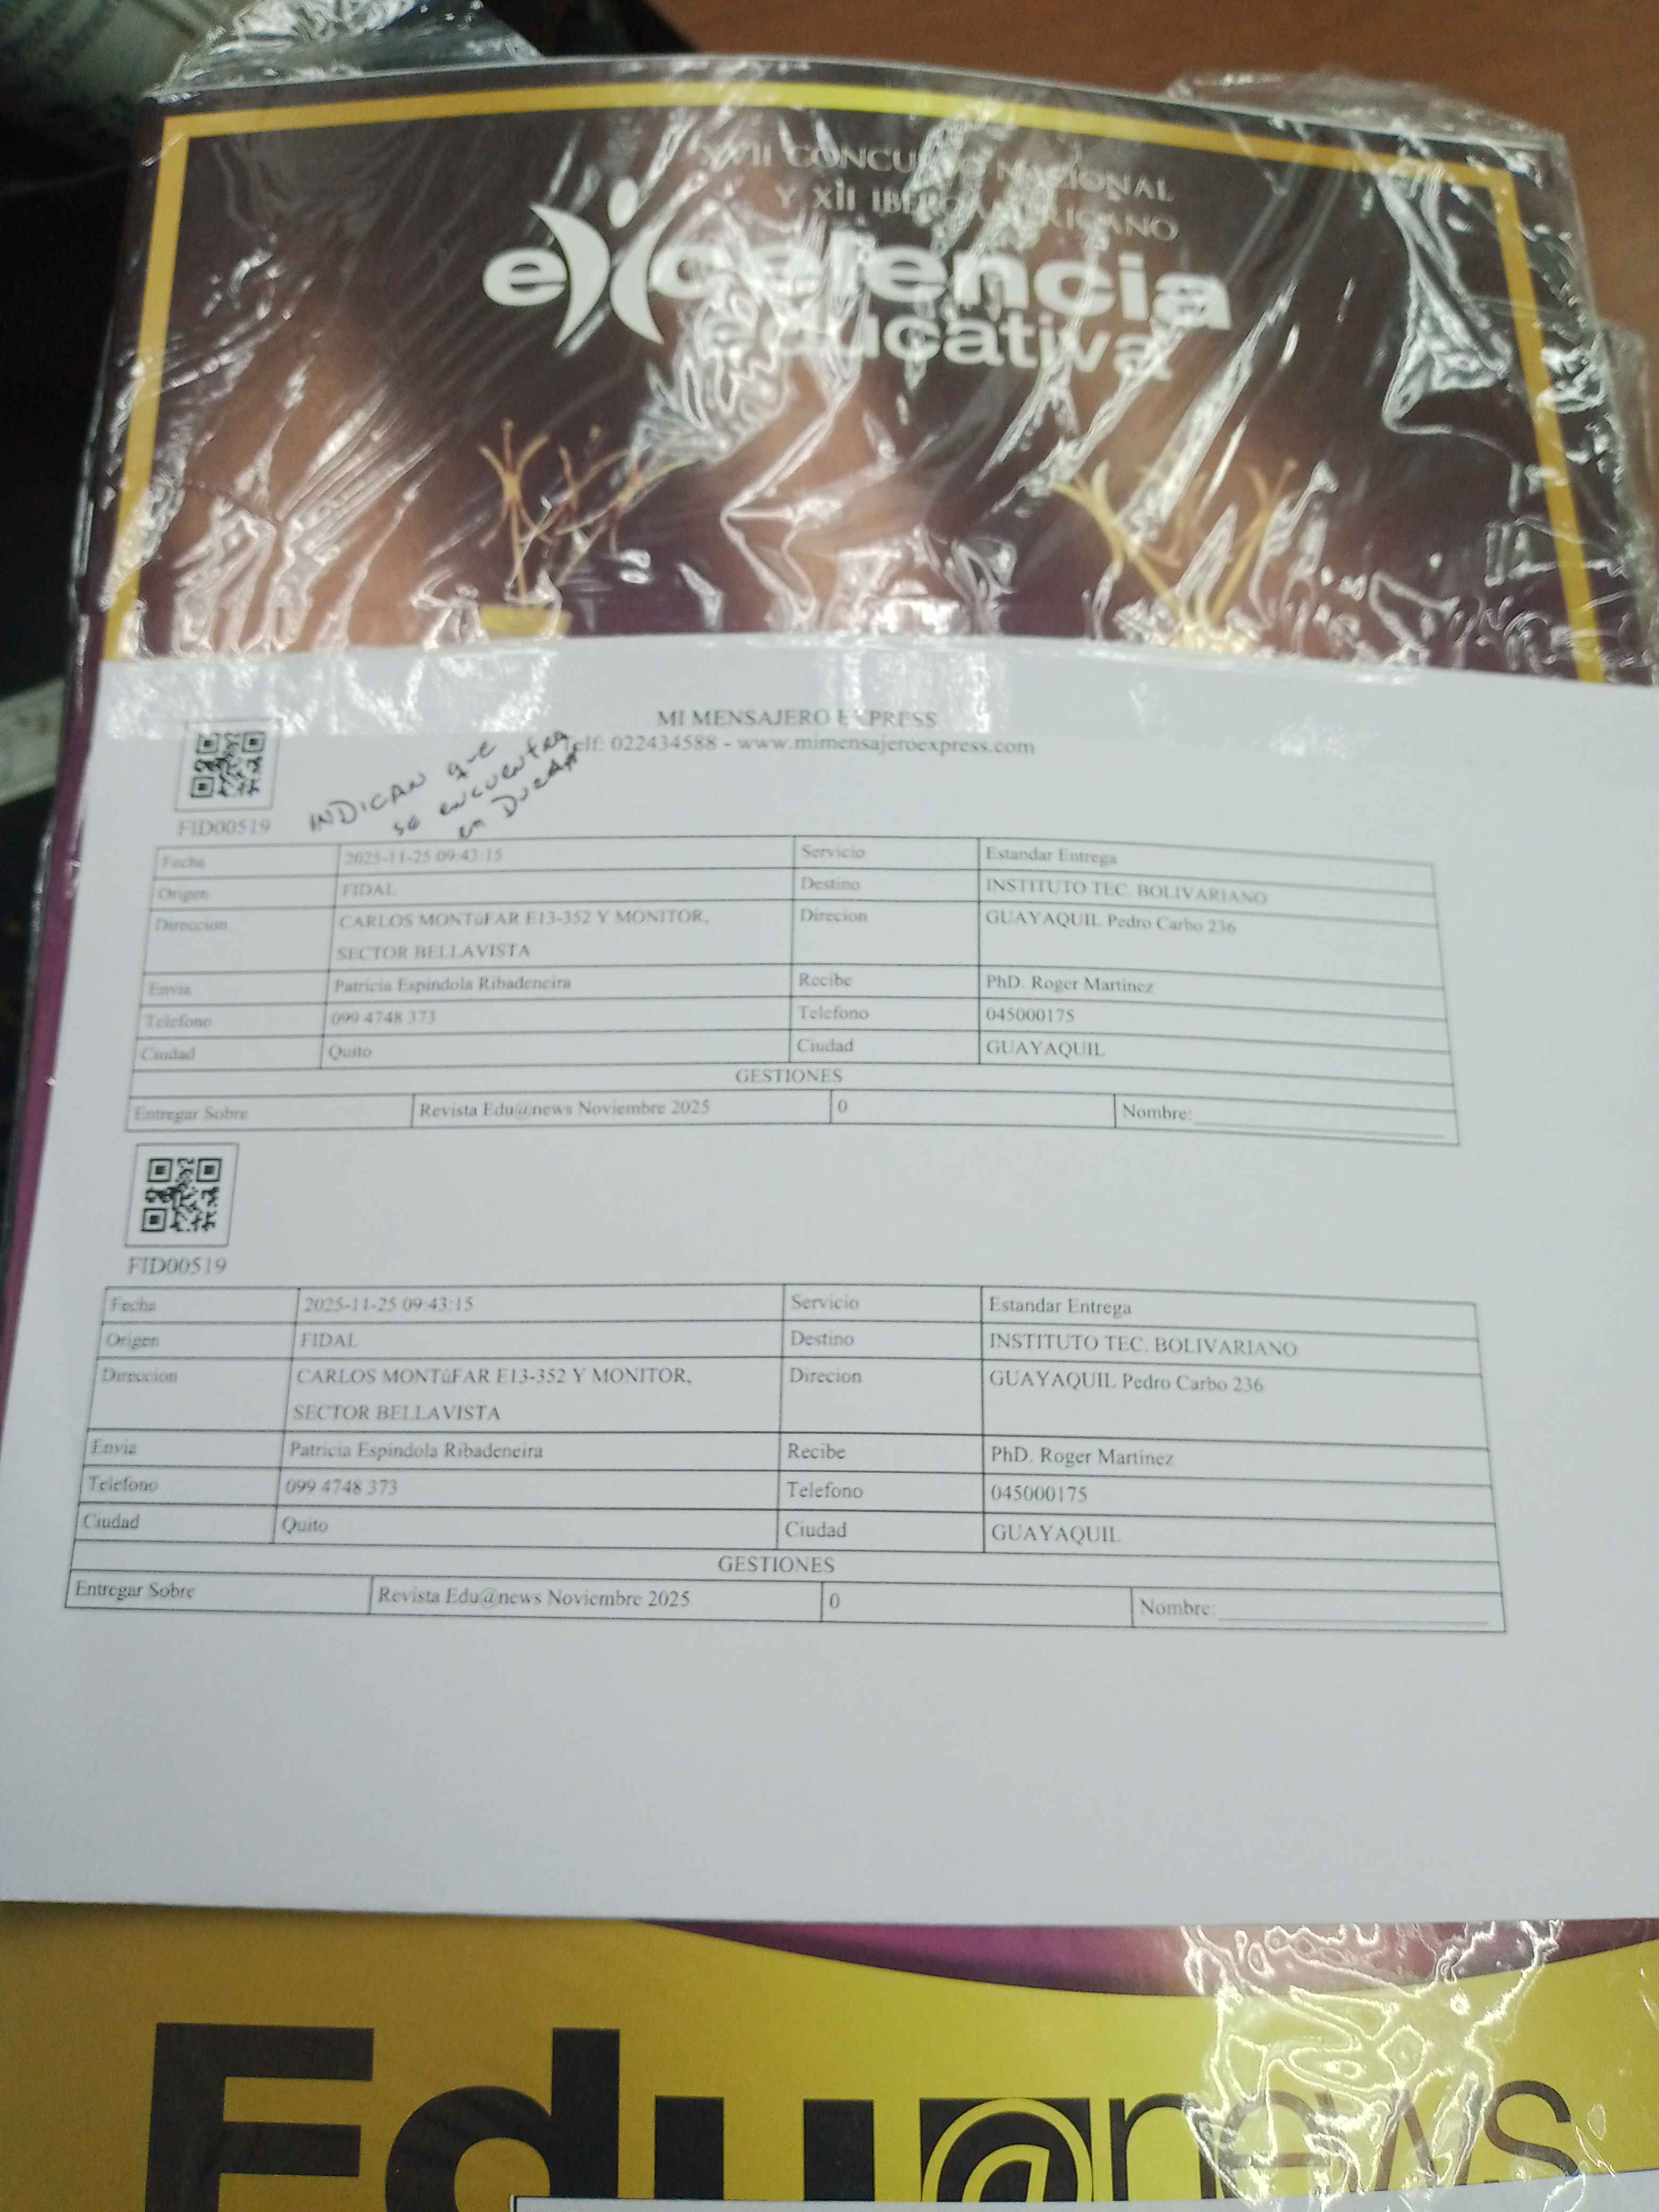 XVII CONCURSO NACIONAL
Y XII IBEROAMERICANO
excelencia
educativa
MI MENSAJERO EXPRESS
Telf: 022434588 - www.mimensajeroexpress.com
INDICAN que
se encuentra
en
FID00519
Fecha 2025-11-25 09:43:15 Servicio Estandar Entrega
Origen FIDAL Destino INSTITUTO TEC. BOLIVARIANO
Direccion CARLOS MONTúFAR E13-352 Y MONITOR, Direcion GUAYAQUIL Pedro Carbo 236
SECTOR BELLAVISTA
Envia Patricia Espindola Ribadeneira Recibe PhD. Roger Martinez
Telefono 099 4748 373 Telefono 045000175
Ciudad Quito Ciudad GUAYAQUIL
GESTIONES
Entregar Sobre Revista Edu@news Noviembre 2025 0 Nombre:
FID00519
Fecha 2025-11-25 09:43:15 Servicio Estandar Entrega
Origen FIDAL Destino INSTITUTO TEC. BOLIVARIANO
Direccion CARLOS MONTúFAR E13-352 Y MONITOR, Direcion GUAYAQUIL Pedro Carbo 236
SECTOR BELLAVISTA
Envia Patricia Espindola Ribadeneira Recibe PhD. Roger Martinez
Telefono 099 4748 373 Telefono 045000175
Ciudad Quito Ciudad GUAYAQUIL
GESTIONES
Entregar Sobre Revista Edu@news Noviembre 2025 0 Nombre:
Edu@news